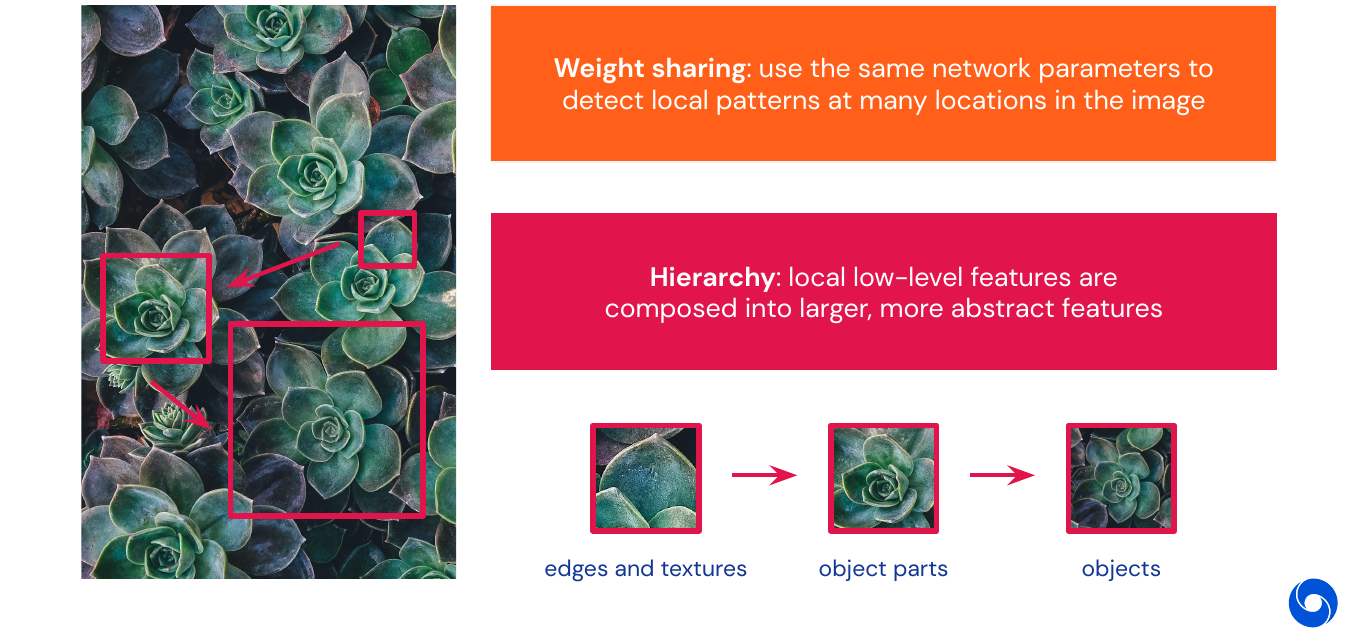 Weight sharing: use the same network parameters to
detect local patterns at many locations in the image
Hierarchy: local low-level features are
composed into larger, more abstract features
edges and textures
object parts
objects